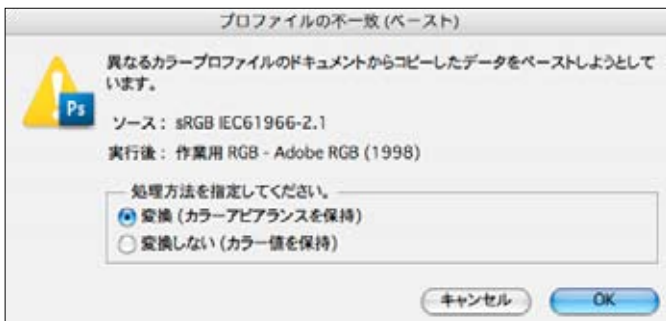 プロファイルの不一致 (ペースト)
異なるカラープロファイルのドキュメントからコピーしたデータをペーストしようとして
います。
Ps
ソース : sRGB IEC61966-2.1
実行後 : 作業用 RGB - Adobe RGB (1998)
処理方法を指定してください。
変換 (カラーアピアランスを保持)
変換しない (カラー値を保持)
キャンセル
OK